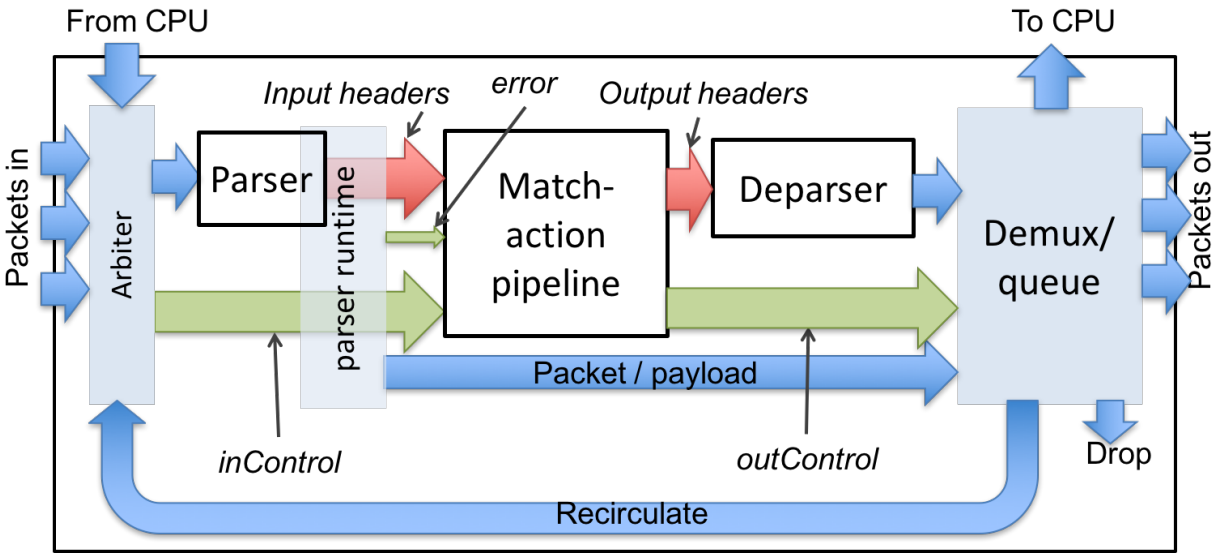 From CPU
To CPU
Input headers
error
Output headers
Packets in
Arbiter
Parser
parser runtime
Match-
action
pipeline
Deparser
Demux/
queue
Packets out
Packet / payload
inControl
outControl
Drop
Recirculate